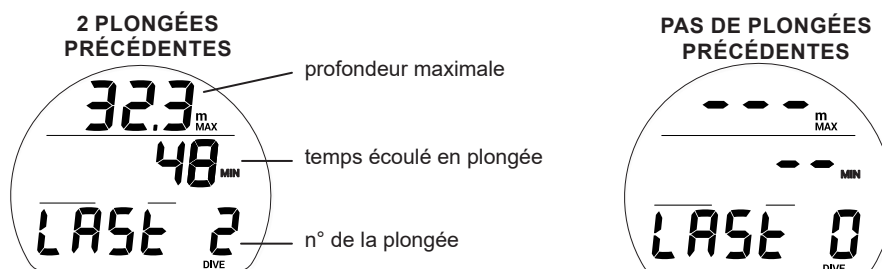 2 PLONGÉES
PRÉCÉDENTES
32.3 m
MAX
profondeur maximale
48 MIN
temps écoulé en plongée
LASt 2
DIVE
n° de la plongée
PAS DE PLONGÉES
PRÉCÉDENTES
--- m
MAX
-- MIN
LASt 0
DIVE